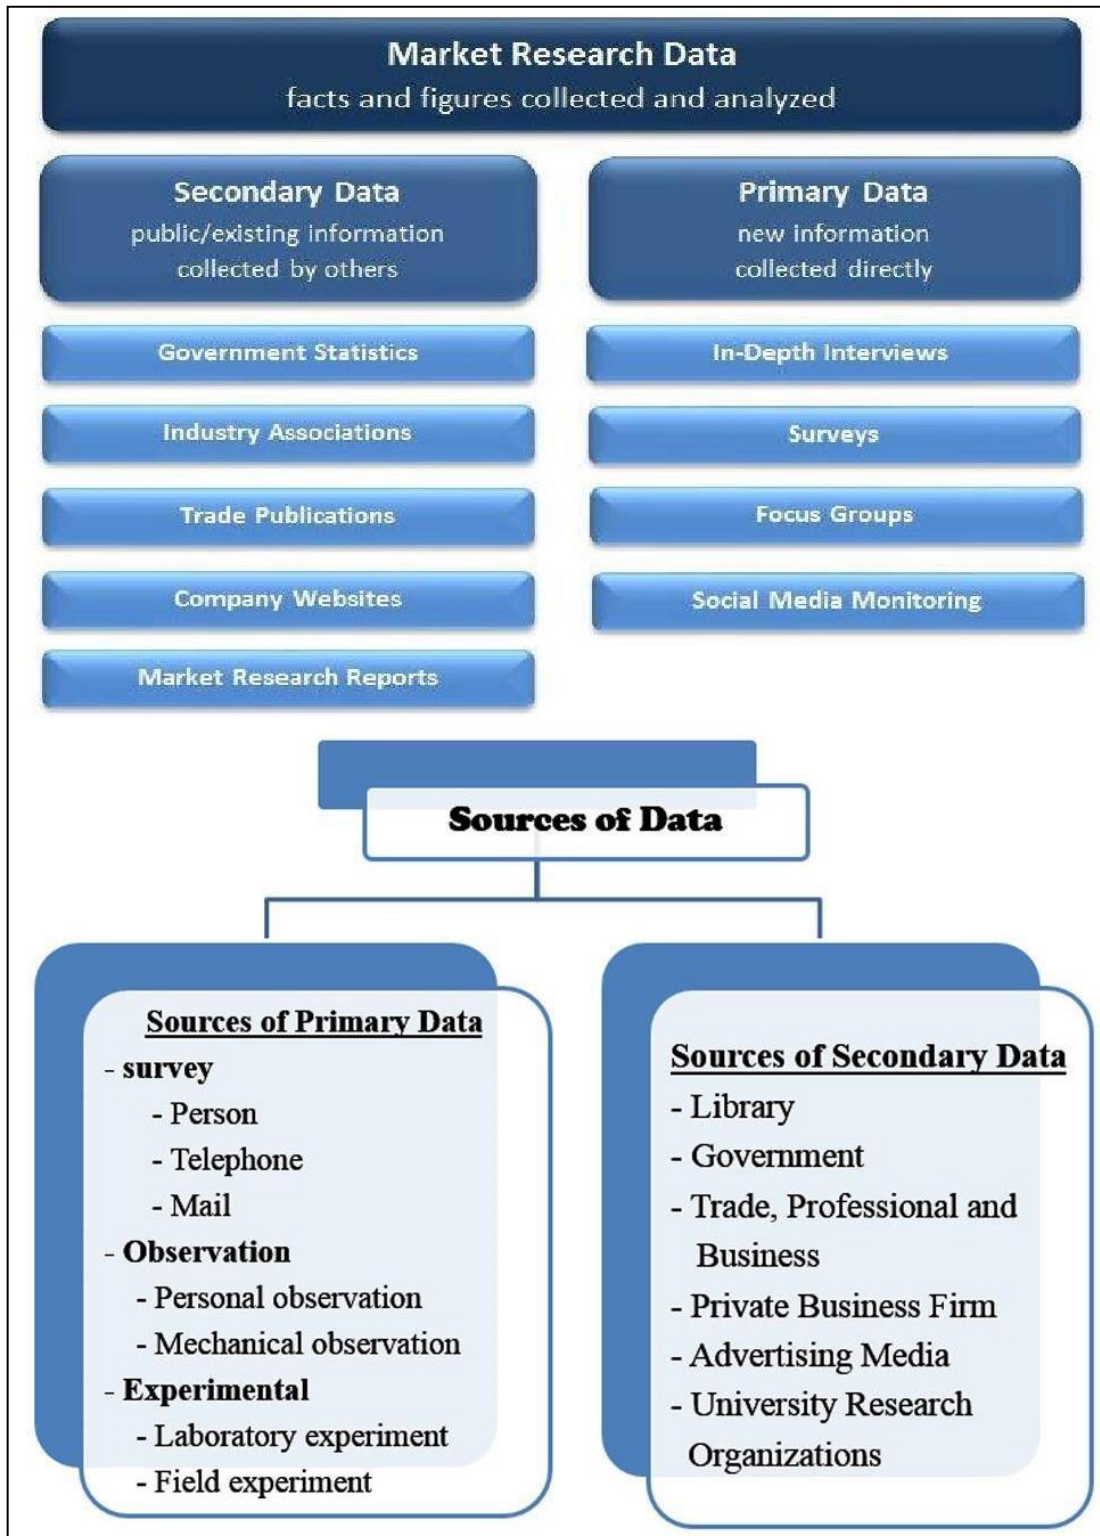 Market Research Data
facts and figures collected and analyzed
Secondary Data
public/existing information
collected by others
Government Statistics
Industry Associations
Trade Publications
Company Websites
Market Research Reports
Primary Data
new information
collected directly
In-Depth Interviews
Surveys
Focus Groups
Social Media Monitoring
Sources of Data
Sources of Primary Data
- survey
- Person
- Telephone
- Mail
- Observation
- Personal observation
- Mechanical observation
- Experimental
- Laboratory experiment
- Field experiment
Sources of Secondary Data
- Library
- Government
- Trade, Professional and
Business
- Private Business Firm
- Advertising Media
- University Research
Organizations